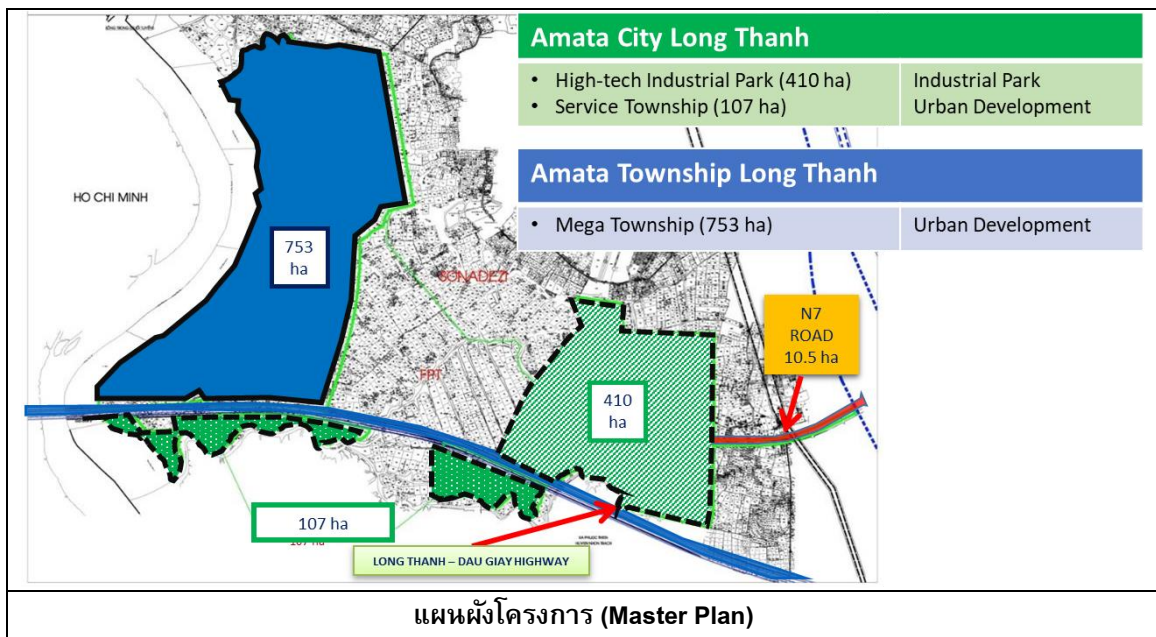 Amata City Long Thanh
• High-tech Industrial Park (410 ha)
Industrial Park
• Service Township (107 ha)
Urban Development
Amata Township Long Thanh
• Mega Township (753 ha)
Urban Development
HO CHI MINH
753
ha
SONADEZI
N7
ROAD
10.5 ha
FPT
410
ha
107 ha
LONG THANH – DAU GIAY HIGHWAY
แผนผังโครงการ (Master Plan)